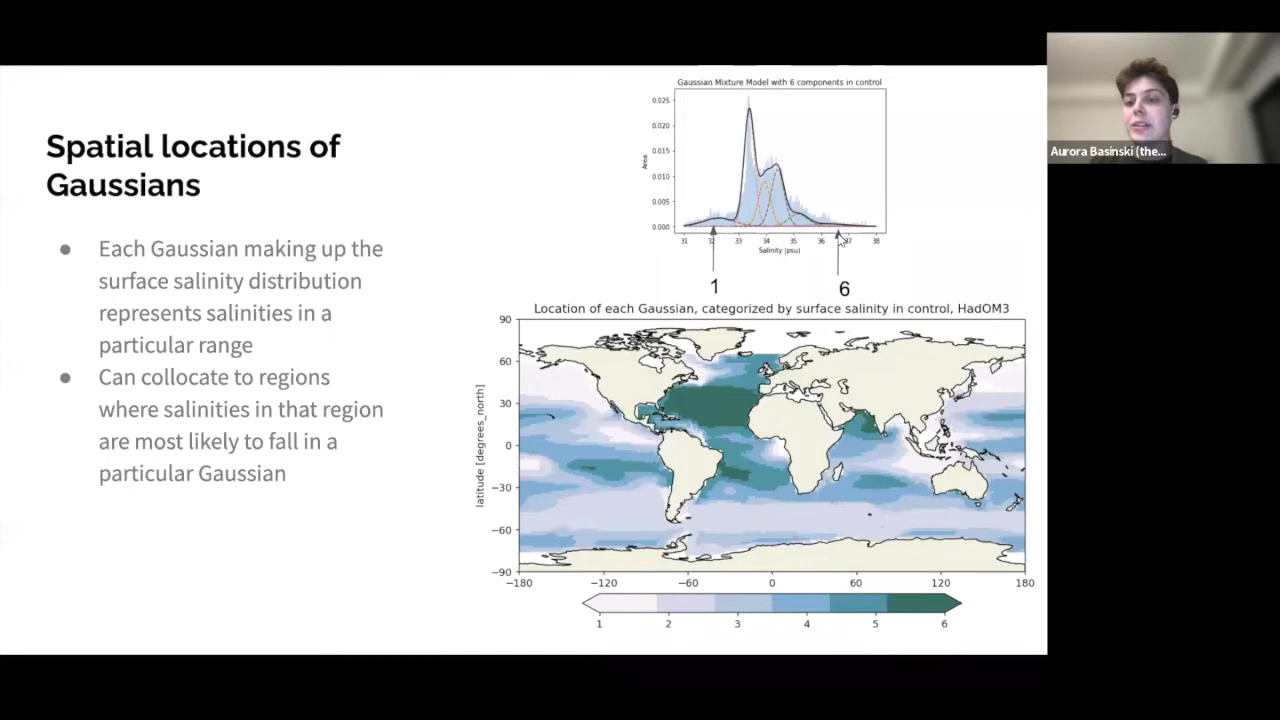 Spatial locations of
Gaussians
● Each Gaussian making up the
surface salinity distribution
represents salinities in a
particular range
● Can collocate to regions
where salinities in that region
are most likely to fall in a
particular Gaussian
Gaussian Mixture Model with 6 components in control
0.025
0.020
0.015
0.010
0.005
0.000
Area
31 32 33 34 35 36 37 38
Salinity (psu)
1 6
Location of each Gaussian, categorized by surface salinity in control, HadOM3
90
60
30
0
−30
−60
−90
latitude [degrees_north]
−180 −120 −60 0 60 120 180
1 2 3 4 5 6
Aurora Basinski (the...